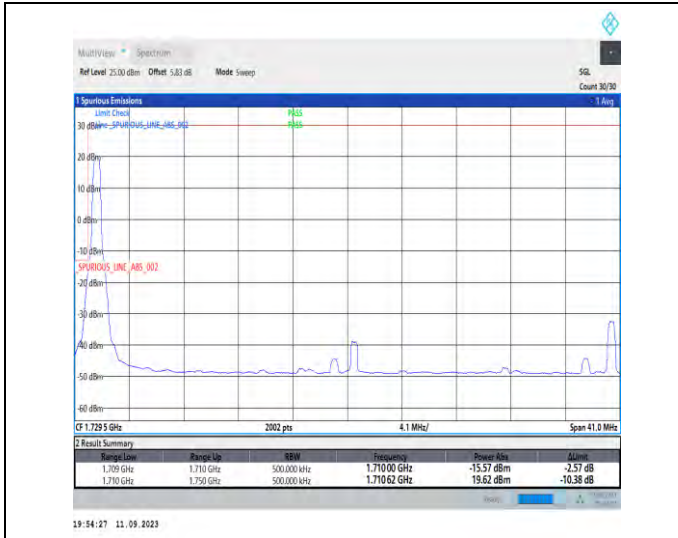 MultiView Spectrum
Ref Level 25.00 dBm Offset 5.83 dB Mode Sweep SGL
Count 30/30
1 Spurious Emissions 1 Avg
Limit Check PASS
30 dBm Line _SPURIOUS_LINE_ABS_002 PASS
20 dBm
10 dBm
0 dBm
-10 dBm
_SPURIOUS_LINE_ABS_002
-20 dBm
-30 dBm
-40 dBm
-50 dBm
-60 dBm
CF 1.7295 GHz 2002 pts 4.1 MHz/ Span 41.0 MHz
2 Result Summary
Range Low Range Up RBW Frequency Power Abs ΔLimit
1.709 GHz 1.710 GHz 500.000 kHz 1.71000 GHz -15.57 dBm -2.57 dB
1.710 GHz 1.750 GHz 500.000 kHz 1.71062 GHz 19.62 dBm -10.38 dB
19:54:27 11.09.2023